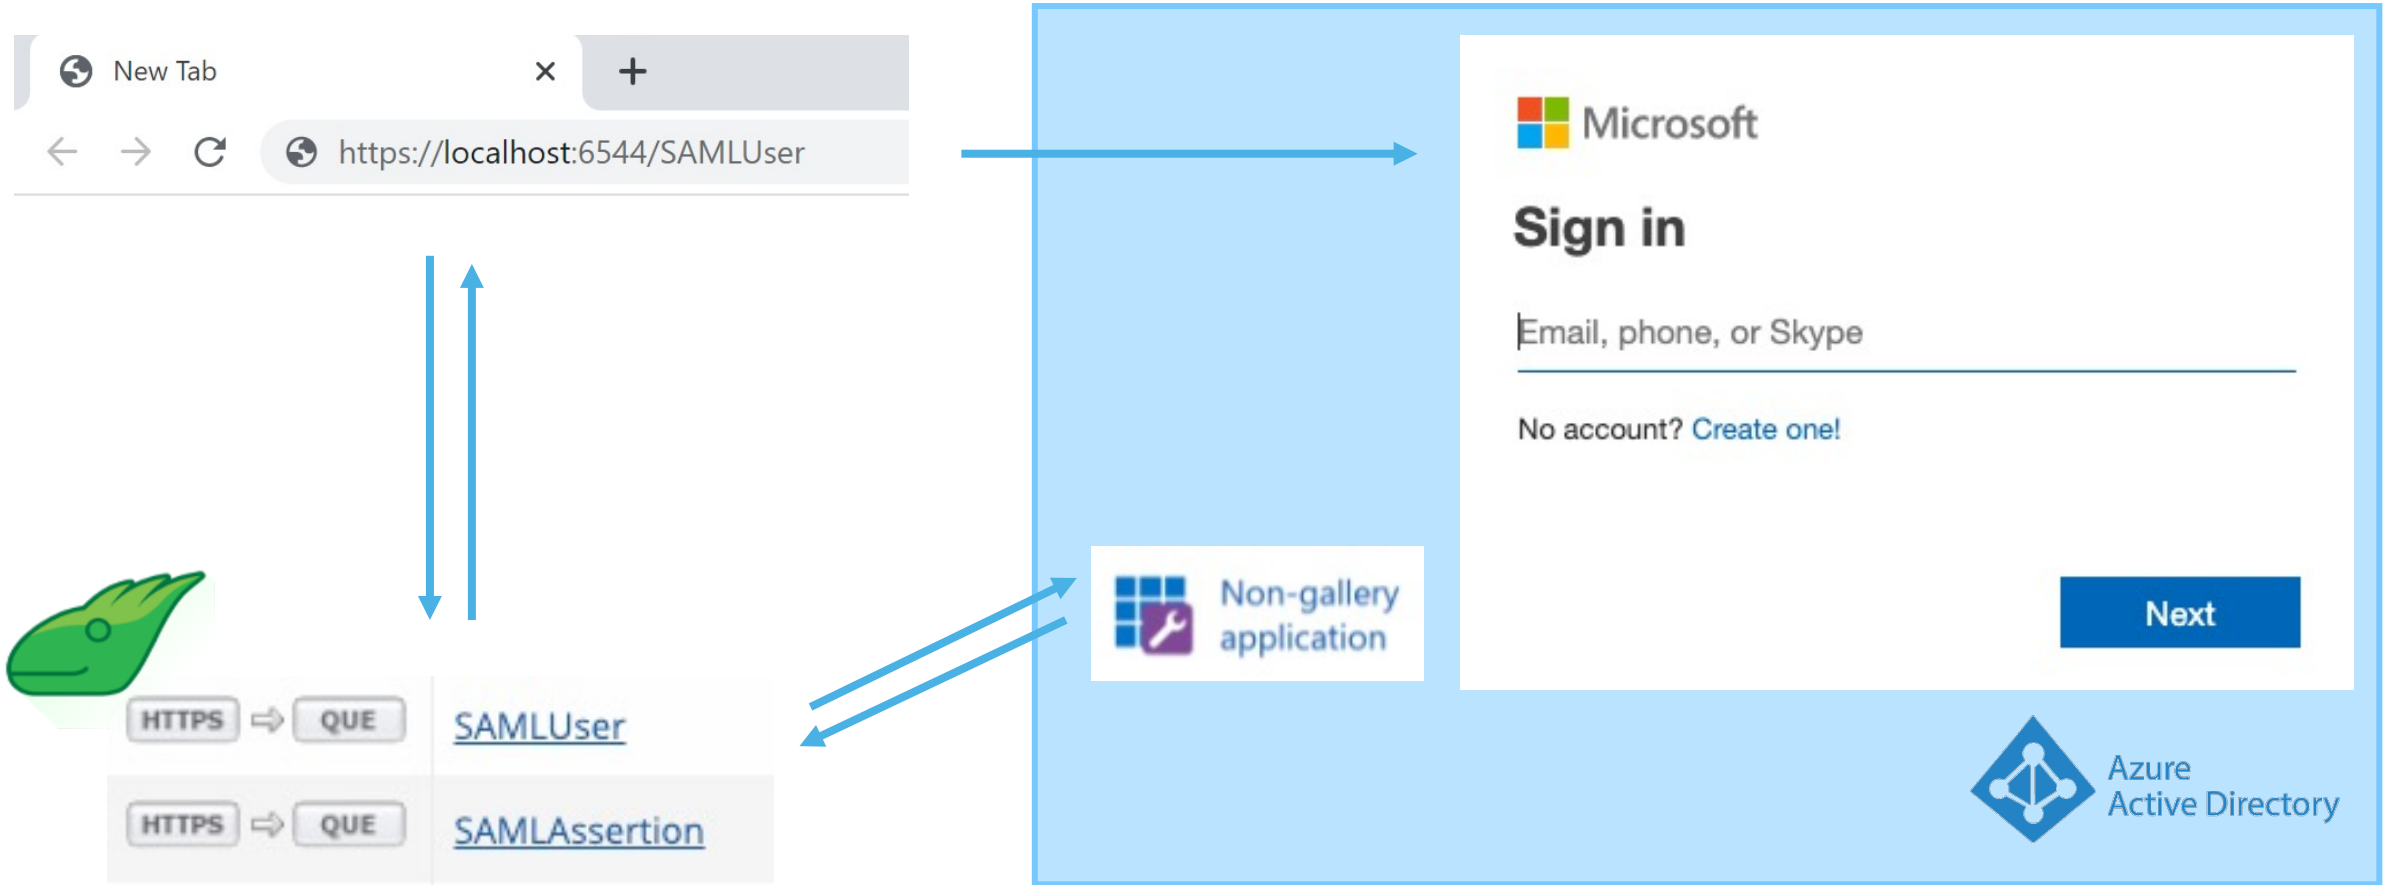 New Tab
https://localhost:6544/SAMLUser
Microsoft
Sign in
Email, phone, or Skype
No account? Create one!
Next
Non-gallery
application
HTTPS QUE SAMLUser
HTTPS QUE SAMLAssertion
Azure
Active Directory